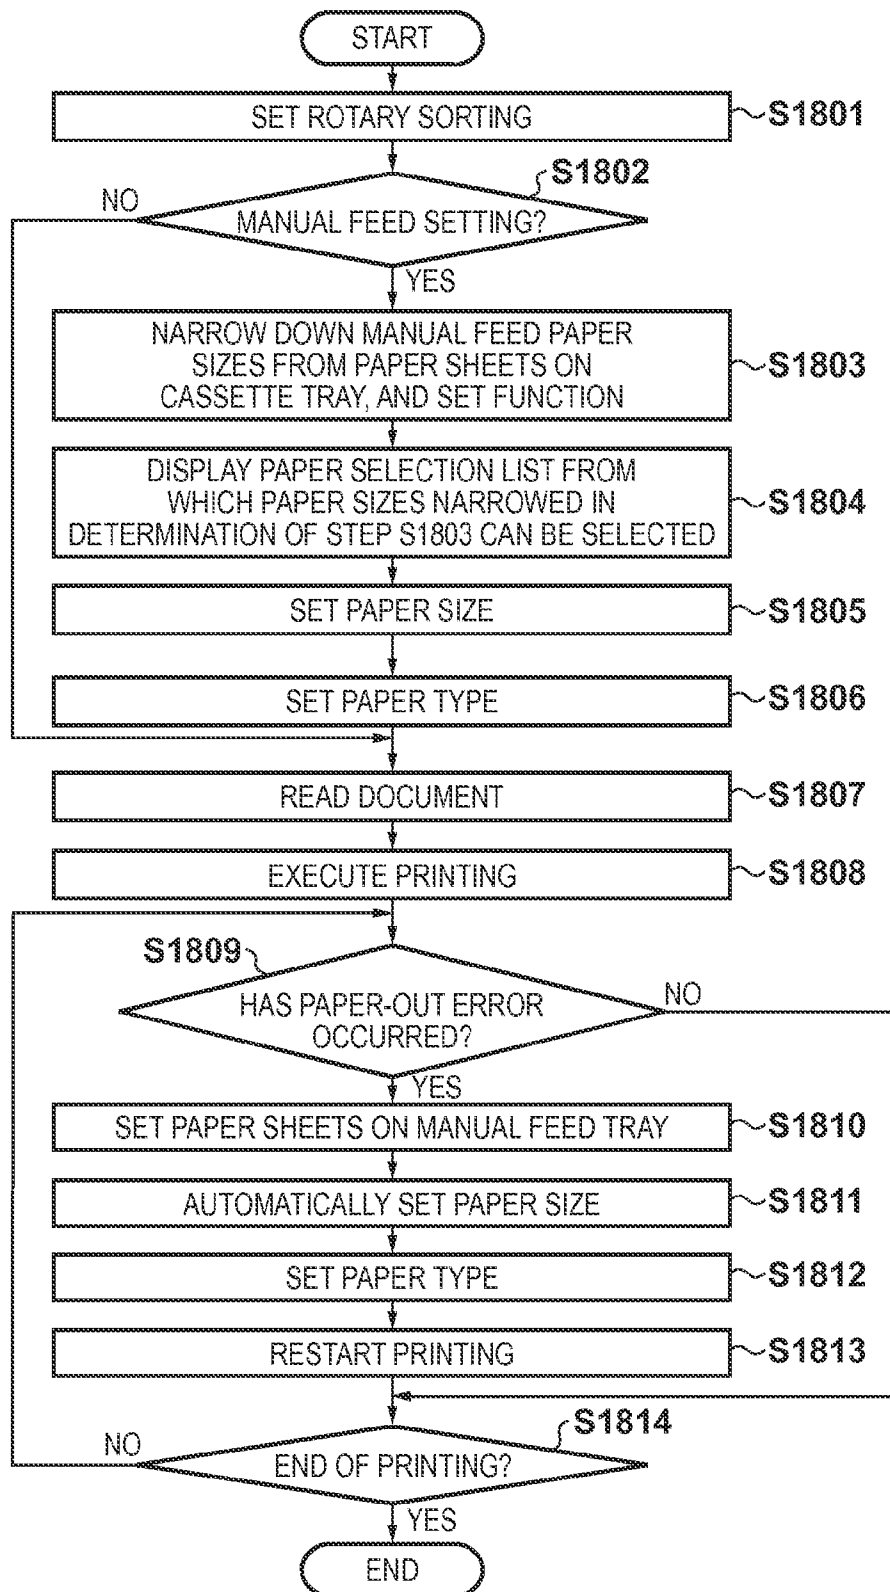 START
SET ROTARY SORTING
S1801
S1802
NO
MANUAL FEED SETTING?
YES
NARROW DOWN MANUAL FEED PAPER
SIZES FROM PAPER SHEETS ON
CASSETTE TRAY, AND SET FUNCTION
S1803
DISPLAY PAPER SELECTION LIST FROM
WHICH PAPER SIZES NARROWED IN
DETERMINATION OF STEP S1803 CAN BE SELECTED
S1804
SET PAPER SIZE
S1805
SET PAPER TYPE
S1806
READ DOCUMENT
S1807
EXECUTE PRINTING
S1808
S1809
HAS PAPER-OUT ERROR
OCCURRED?
NO
YES
SET PAPER SHEETS ON MANUAL FEED TRAY
S1810
AUTOMATICALLY SET PAPER SIZE
S1811
SET PAPER TYPE
S1812
RESTART PRINTING
S1813
S1814
NO
END OF PRINTING?
YES
END